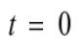 t = 0